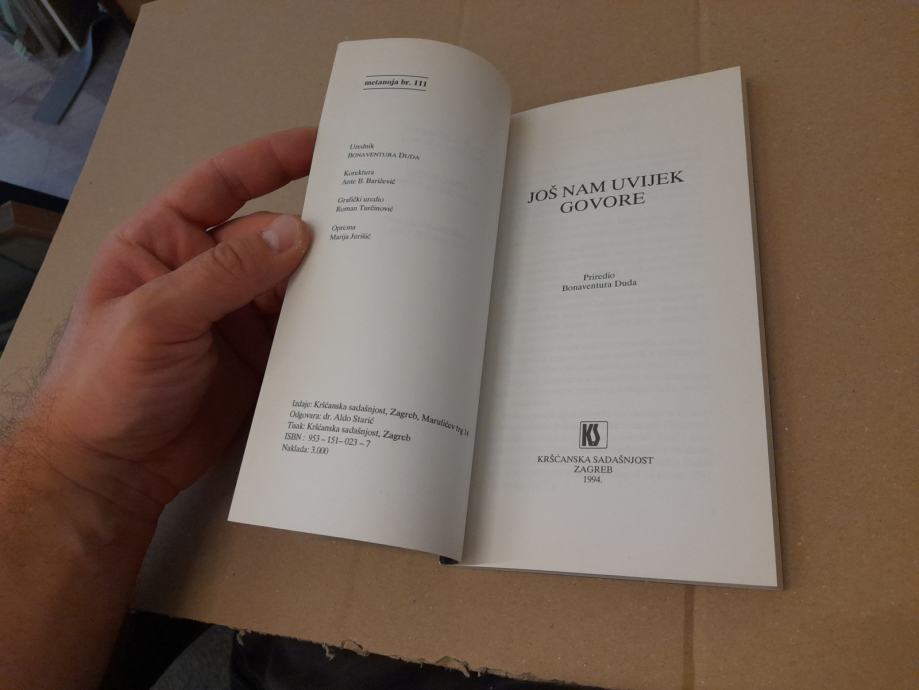 metanoja br. 111
Urednik
BONAVENTURA DUDA
Korektura
Ante B. Baričević
Grafički uredio
Roman Turčinović
Oprema
Marija Jurišić
Izdaje: Kršćanska sadašnjost, Zagreb, Marulićev trg 14
Odgovara: dr. Aldo Starić
Tisak: Kršćanska sadašnjost, Zagreb
ISBN : 953 – 151 – 023 – 7
Naklada: 3.000
JOŠ NAM UVIJEK
GOVORE
Priredio
Bonaventura Duda
KS
KRŠĆANSKA SADAŠNJOST
ZAGREB
1994.